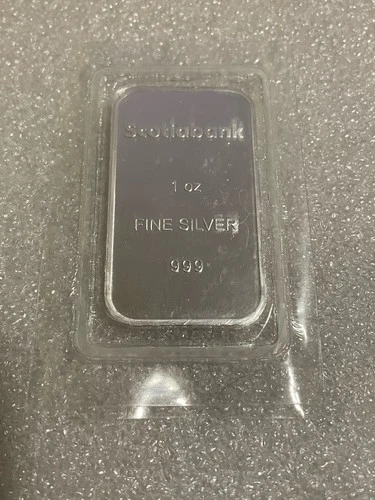 Scotiabank
1 oz
FINE SILVER
999